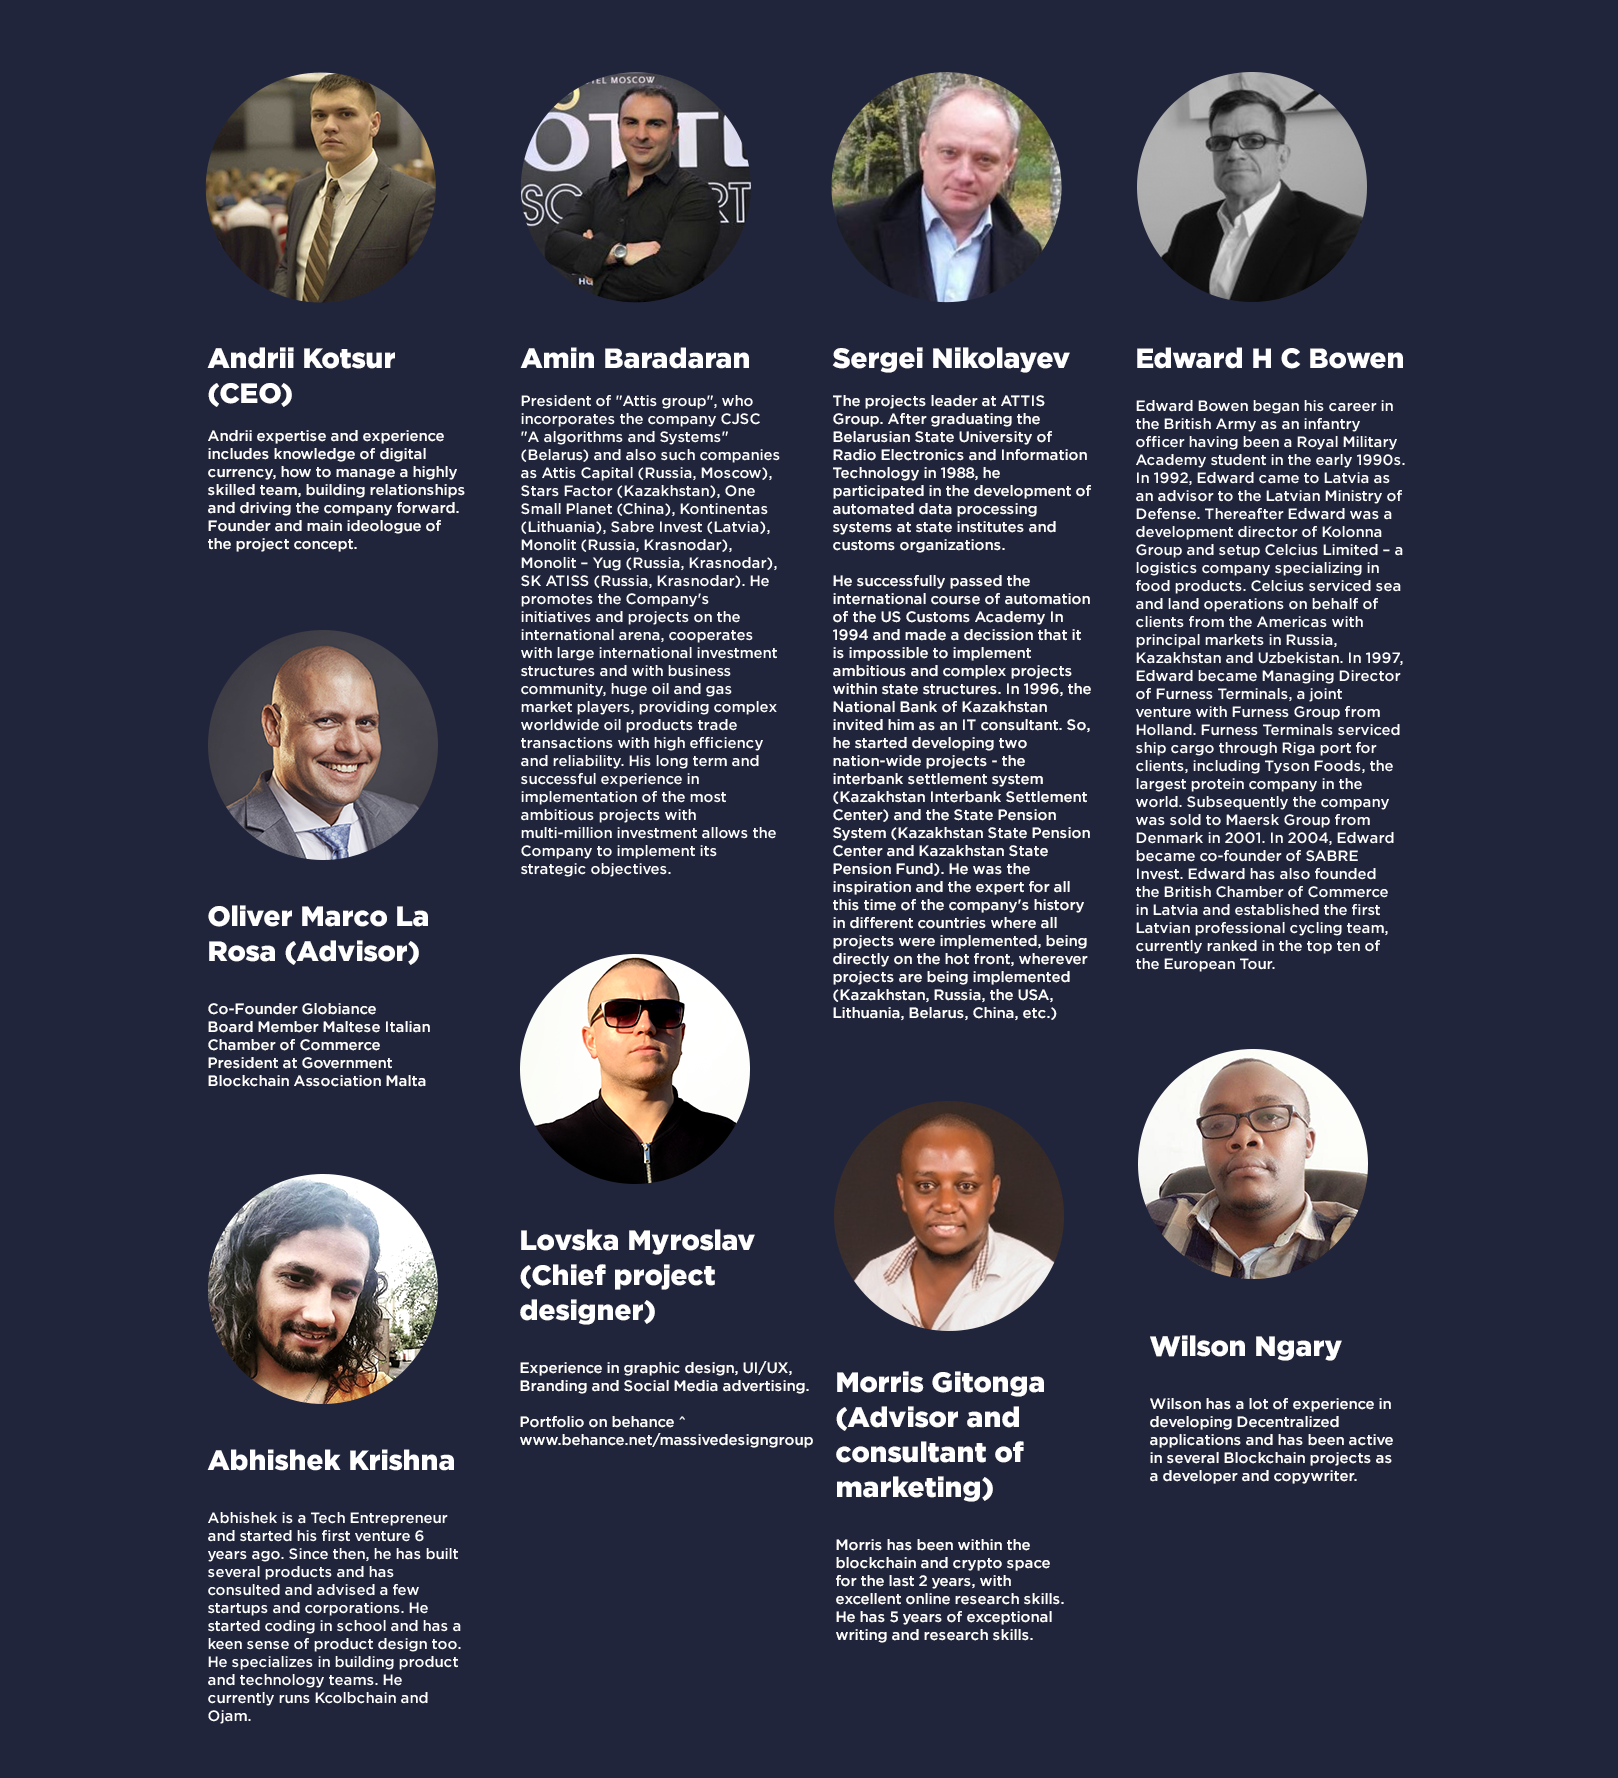 TEL MOSCOW
Andrii Kotsur
(CEO)
Andrii expertise and experience
includes knowledge of digital
currency, how to manage a highly
skilled team, building relationships
and driving the company forward.
Founder and main ideologue of
the project concept.
Oliver Marco La
Rosa (Advisor)
Co-Founder Globiance
Board Member Maltese Italian
Chamber of Commerce
President at Government
Blockchain Association Malta
Abhishek Krishna
Abhishek is a Tech Entrepreneur
and started his first venture 6
years ago. Since then, he has built
several products and has
consulted and advised a few
startups and corporations. He
started coding in school and has a
keen sense of product design too.
He specializes in building product
and technology teams. He
currently runs Kcolbchain and
Ojam.
Amin Baradaran
President of "Attis group", who
incorporates the company CJSC
"A algorithms and Systems"
(Belarus) and also such companies
as Attis Capital (Russia, Moscow),
Stars Factor (Kazakhstan), One
Small Planet (China), Kontinentas
(Lithuania), Sabre Invest (Latvia),
Monolit (Russia, Krasnodar),
Monolit – Yug (Russia, Krasnodar),
SK ATISS (Russia, Krasnodar). He
promotes the Company's
initiatives and projects on the
international arena, cooperates
with large international investment
structures and with business
community, huge oil and gas
market players, providing complex
worldwide oil products trade
transactions with high efficiency
and reliability. His long term and
successful experience in
implementation of the most
ambitious projects with
multi-million investment allows the
Company to implement its
strategic objectives.
Lovska Myroslav
(Chief project
designer)
Experience in graphic design, UI/UX,
Branding and Social Media advertising.
Portfolio on behance ^
www.behance.net/massivedesigngroup
Sergei Nikolayev
The projects leader at ATTIS
Group. After graduating the
Belarusian State University of
Radio Electronics and Information
Technology in 1988, he
participated in the development of
automated data processing
systems at state institutes and
customs organizations.
He successfully passed the
international course of automation
of the US Customs Academy In
1994 and made a decission that it
is impossible to implement
ambitious and complex projects
within state structures. In 1996, the
National Bank of Kazakhstan
invited him as an IT consultant. So,
he started developing two
nation-wide projects - the
interbank settlement system
(Kazakhstan Interbank Settlement
Center) and the State Pension
System (Kazakhstan State Pension
Center and Kazakhstan State
Pension Fund). He was the
inspiration and the expert for all
this time of the company's history
in different countries where all
projects were implemented, being
directly on the hot front, wherever
projects are being implemented
(Kazakhstan, Russia, the USA,
Lithuania, Belarus, China, etc.)
Morris Gitonga
(Advisor and
consultant of
marketing)
Morris has been within the
blockchain and crypto space
for the last 2 years, with
excellent online research skills.
He has 5 years of exceptional
writing and research skills.
Edward H C Bowen
Edward Bowen began his career in
the British Army as an infantry
officer having been a Royal Military
Academy student in the early 1990s.
In 1992, Edward came to Latvia as
an advisor to the Latvian Ministry of
Defense. Thereafter Edward was a
development director of Kolonna
Group and setup Celcius Limited – a
logistics company specializing in
food products. Celcius serviced sea
and land operations on behalf of
clients from the Americas with
principal markets in Russia,
Kazakhstan and Uzbekistan. In 1997,
Edward became Managing Director
of Furness Terminals, a joint
venture with Furness Group from
Holland. Furness Terminals serviced
ship cargo through Riga port for
clients, including Tyson Foods, the
largest protein company in the
world. Subsequently the company
was sold to Maersk Group from
Denmark in 2001. In 2004, Edward
became co-founder of SABRE
Invest. Edward has also founded
the British Chamber of Commerce
in Latvia and established the first
Latvian professional cycling team,
currently ranked in the top ten of
the European Tour.
Wilson Ngary
Wilson has a lot of experience in
developing Decentralized
applications and has been active
in several Blockchain projects as
a developer and copywriter.